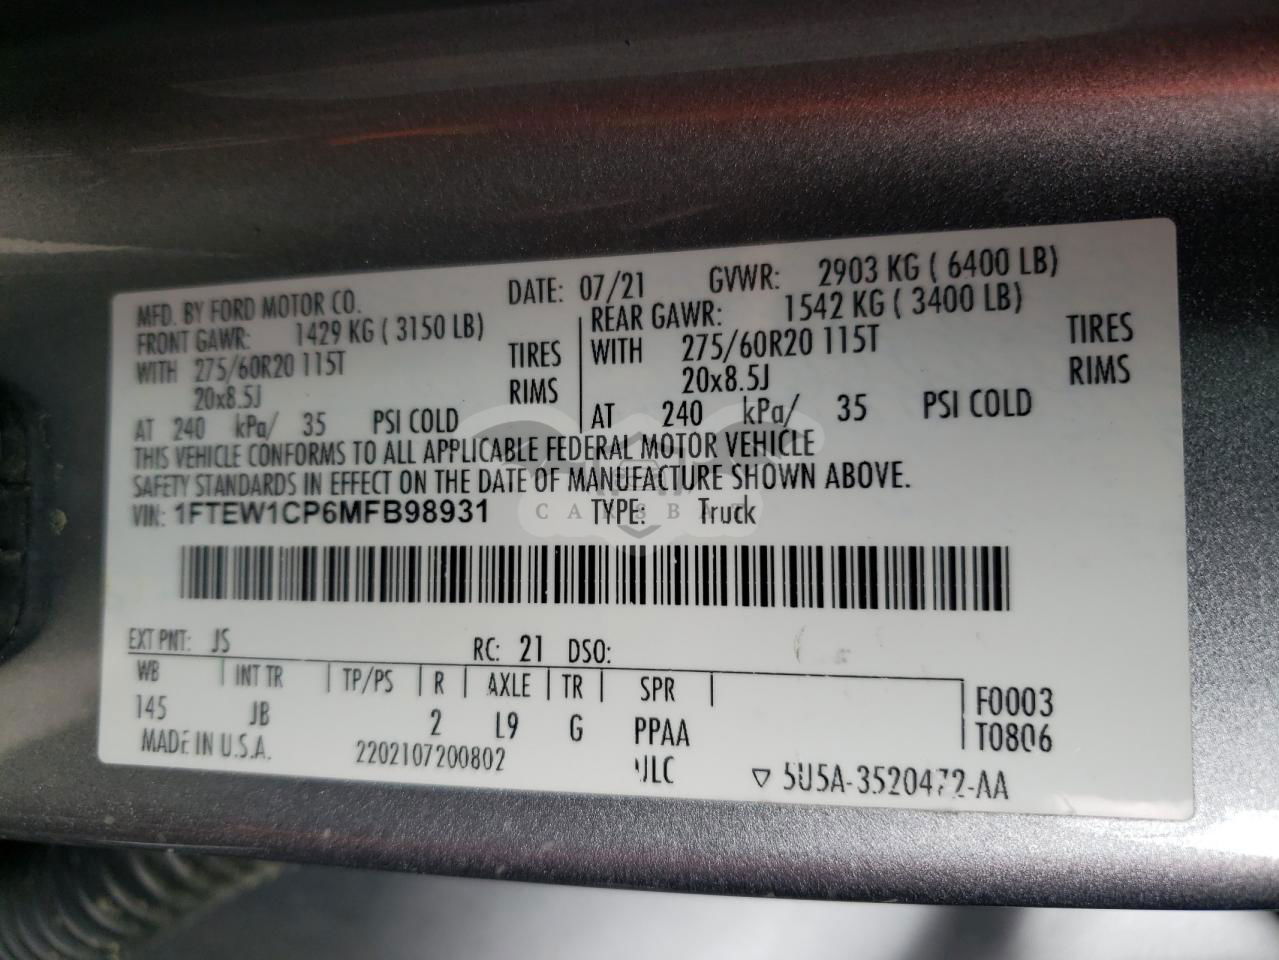 MFD. BY FORD MOTOR CO. DATE: 07/21 GVWR: 2903 KG ( 6400 LB)
FRONT GAWR: 1429 KG ( 3150 LB) REAR GAWR: 1542 KG ( 3400 LB)
WITH 275/60R20 115T TIRES WITH 275/60R20 115T TIRES
20x8.5J RIMS 20x8.5J RIMS
AT 240 kPa/ 35 PSI COLD AT 240 kPa/ 35 PSI COLD
THIS VEHICLE CONFORMS TO ALL APPLICABLE FEDERAL MOTOR VEHICLE
SAFETY STANDARDS IN EFFECT ON THE DATE OF MANUFACTURE SHOWN ABOVE.
VIN: 1FTEW1CP6MFB98931 TYPE: Truck
EXT PNT: JS RC: 21 DSO:
WB INT TR TP/PS R AXLE TR SPR
145 JB 2 L9 G PPAA
F0003
T0806
MADE IN U.S.A. 2202107200802 5U5A-3520472-AA